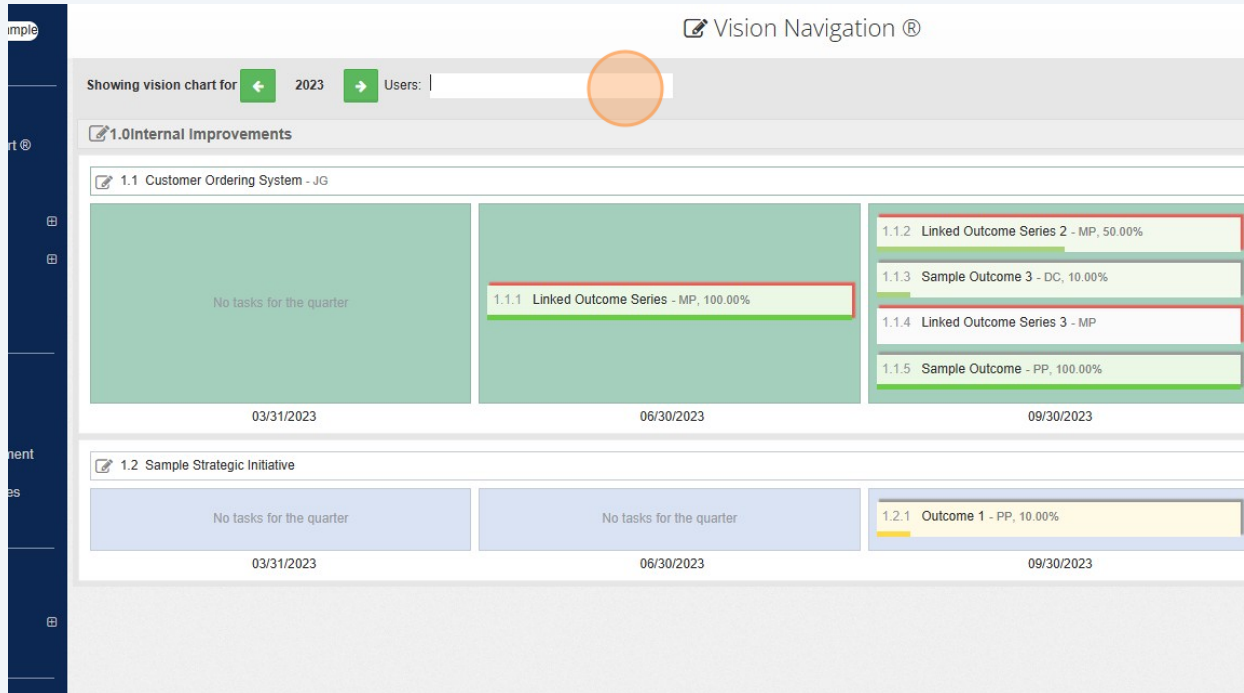 Vision Navigation ®
Showing vision chart for 2023 Users:
1.0Internal Improvements
rt ®
1.1 Customer Ordering System - JG
No tasks for the quarter
1.1.1 Linked Outcome Series - MP, 100.00%
1.1.2 Linked Outcome Series 2 - MP, 50.00%
1.1.3 Sample Outcome 3 - DC, 10.00%
1.1.4 Linked Outcome Series 3 - MP
1.1.5 Sample Outcome - PP, 100.00%
03/31/2023 06/30/2023 09/30/2023
1.2 Sample Strategic Initiative
No tasks for the quarter
No tasks for the quarter
1.2.1 Outcome 1 - PP, 10.00%
03/31/2023 06/30/2023 09/30/2023